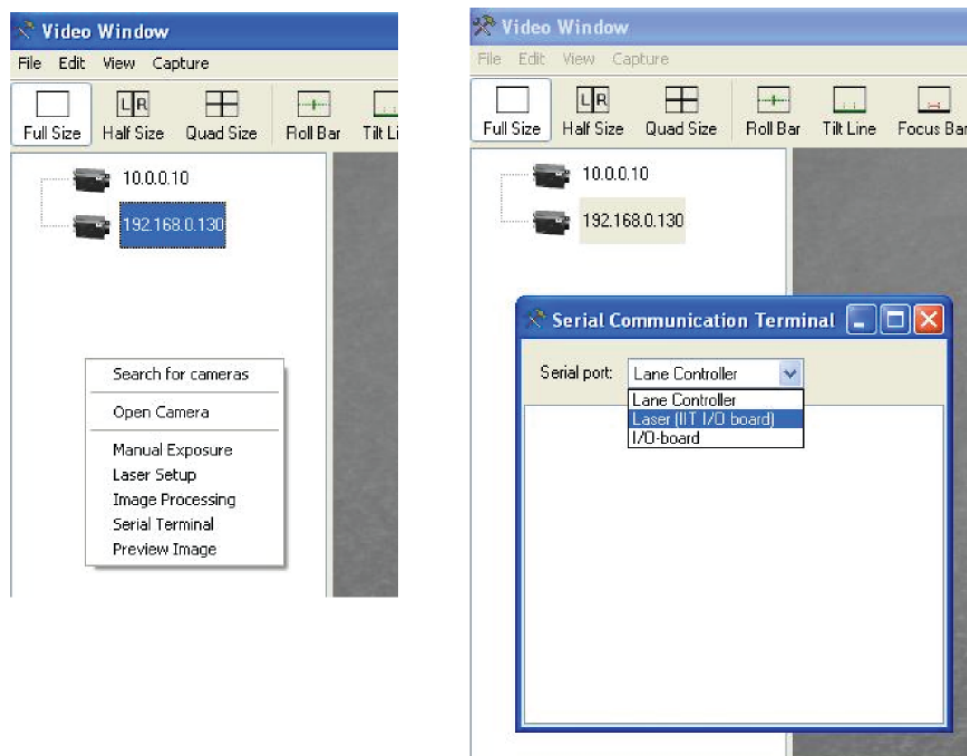 Video Window
File Edit View Capture
L R
Full Size Half Size Quad Size Roll Bar Tilt Li
10.0.0.10
192.168.0.130
Search for cameras
Open Camera
Manual Exposure
Laser Setup
Image Processing
Serial Terminal
Preview Image
Video Window
File Edit View Capture
L R
Full Size Half Size Quad Size Roll Bar Tilt Line Focus Bar
10.0.0.10
192.168.0.130
Serial Communication Terminal
Serial port: Lane Controller
Lane Controller
Laser (IIT I/O board)
I/O-board